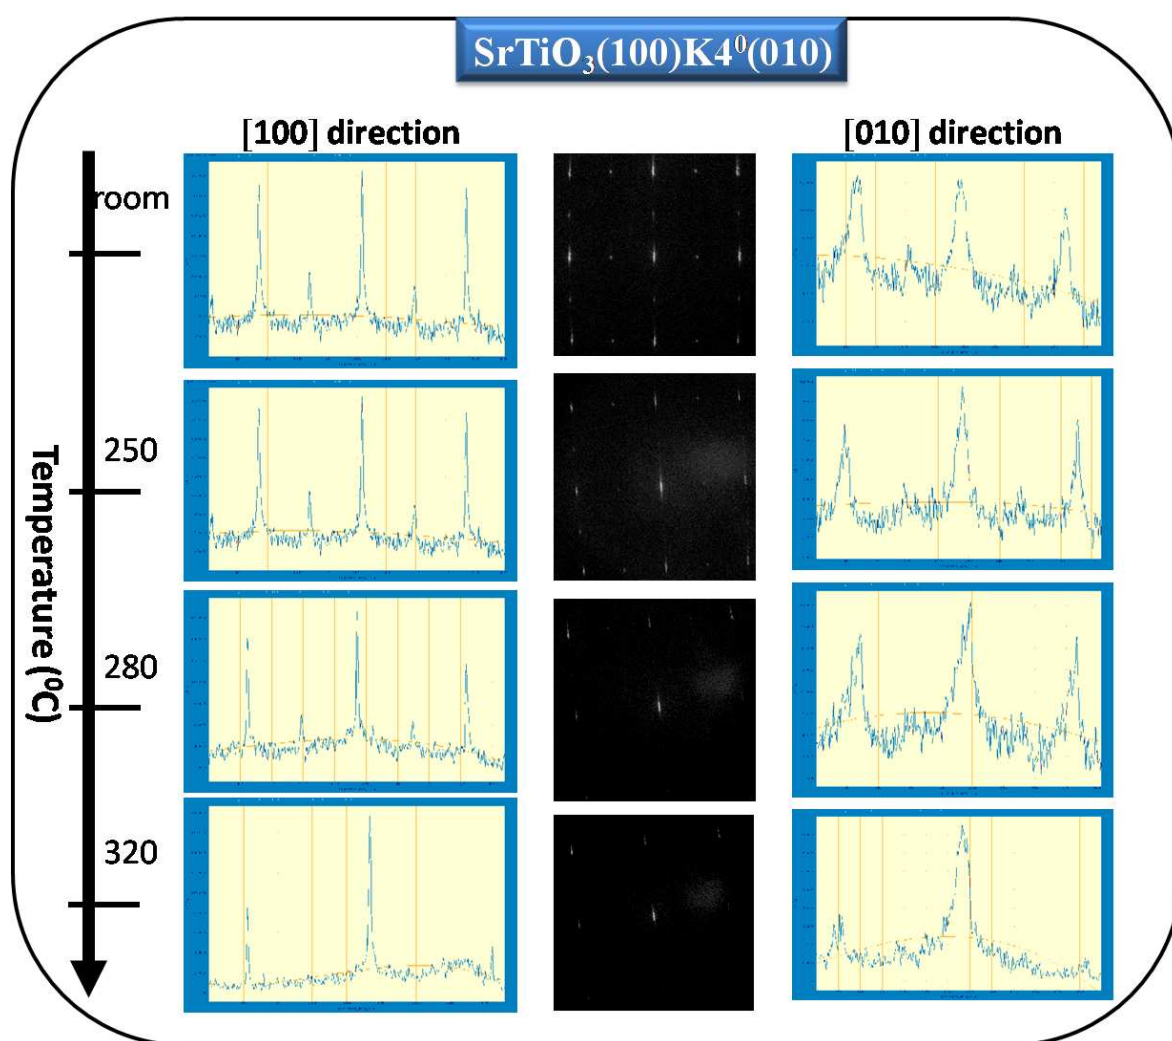 SrTiO₃(100)K4⁰(010)
[100] direction
[010] direction
room
250
280
320
Temperature (⁰C)